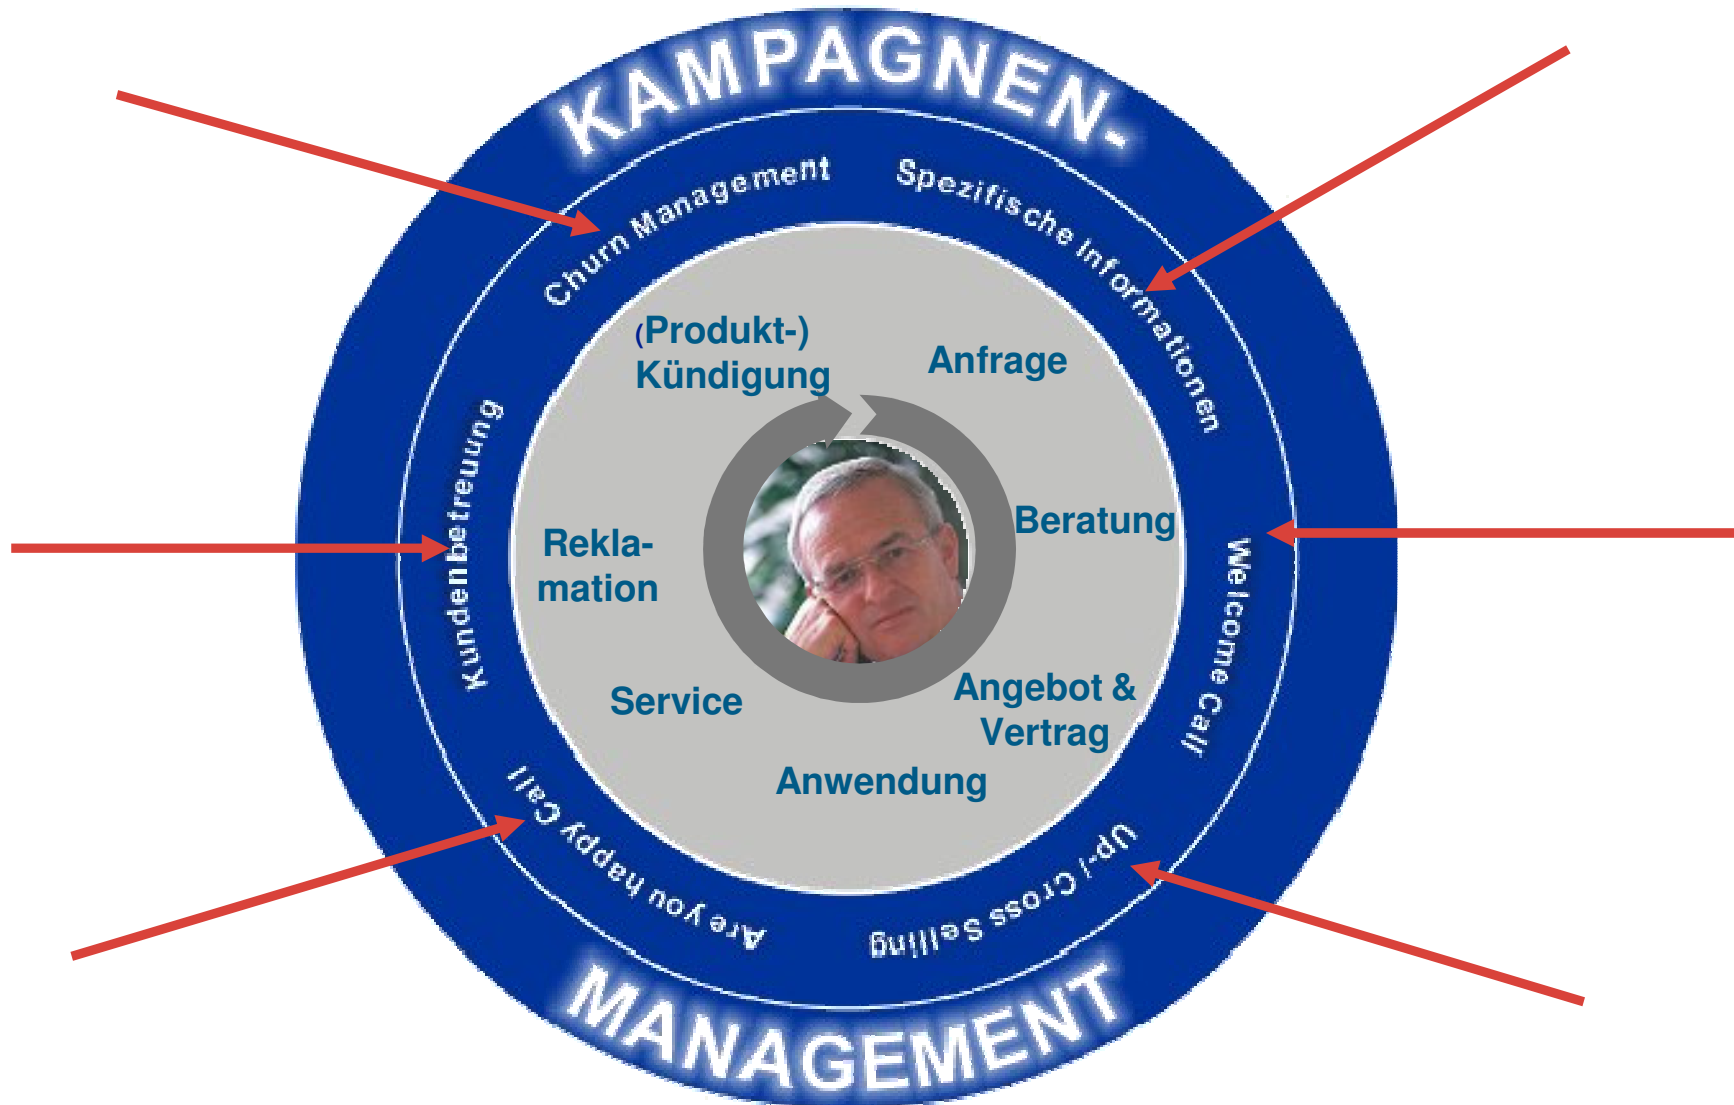 KAMPAGNEN-
Churn Management
Spezifische Informationen
Welcome Call
Up-/ Cross Selling
Are you happy Call
Kundenbetreuung
(Produkt-)
Kündigung
Anfrage
Beratung
Angebot &
Vertrag
Anwendung
Service
Rekla-
mation
MANAGEMENT